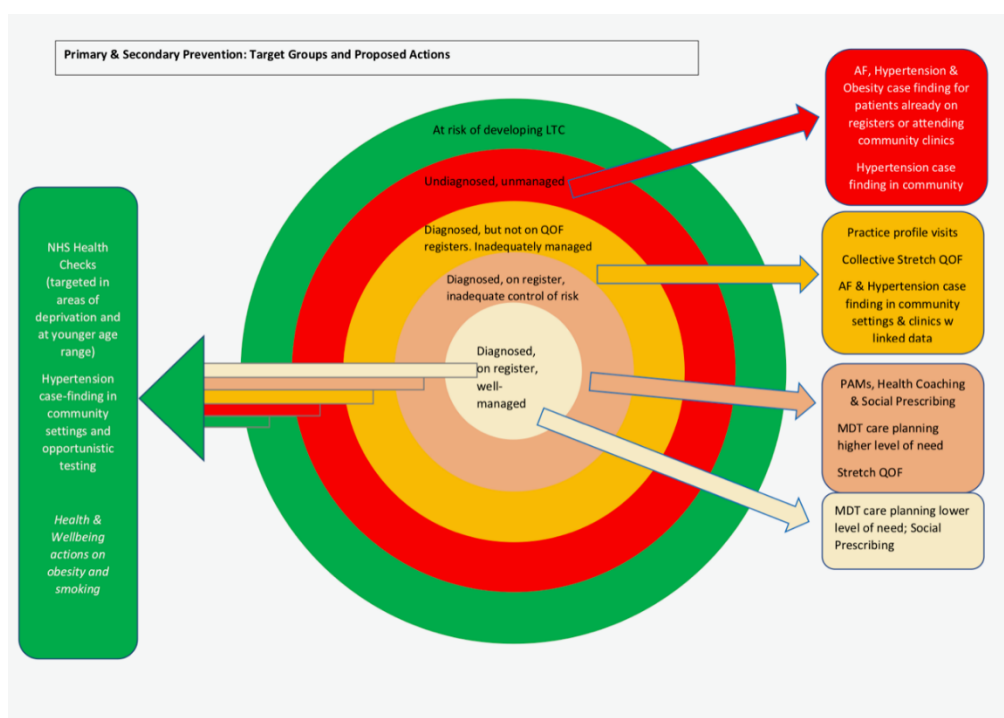 Primary & Secondary Prevention: Target Groups and Proposed Actions
At risk of developing LTC
Undiagnosed, unmanaged
Diagnosed, but not on QOF
registers. Inadequately managed
Diagnosed, on register,
inadequate control of risk
Diagnosed,
on register,
well-
managed
NHS Health
Checks
(targeted in
areas of
deprivation and
at younger age
range)
Hypertension
case-finding in
community
settings and
opportunistic
testing
Health &
Wellbeing
actions on
obesity and
smoking
AF, Hypertension &
Obesity case finding for
patients already on
registers or attending
community clinics
Hypertension case
finding in community
Practice profile visits
Collective Stretch QOF
AF & Hypertension case
finding in community
settings & clinics w
linked data
PAMs, Health Coaching
& Social Prescribing
MDT care planning
higher level of need
Stretch QOF
MDT care planning lower
level of need; Social
Prescribing